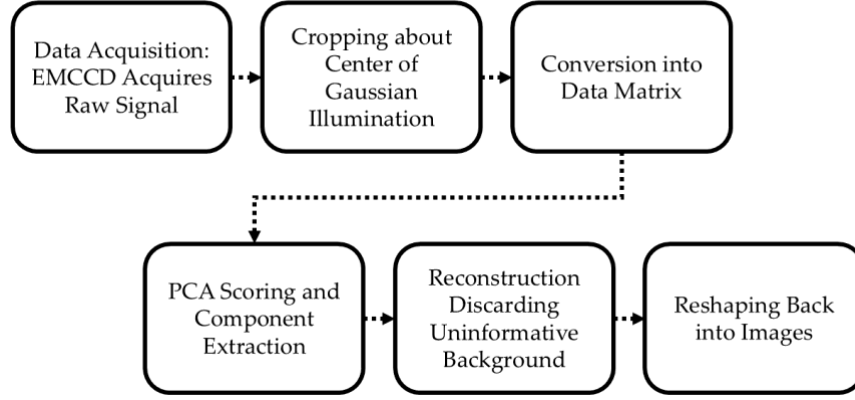 Data Acquisition:
EMCCD Acquires
Raw Signal
Cropping about
Center of
Gaussian
Illumination
Conversion into
Data Matrix
PCA Scoring and
Component
Extraction
Reconstruction
Discarding
Uninformative
Background
Reshaping Back
into Images